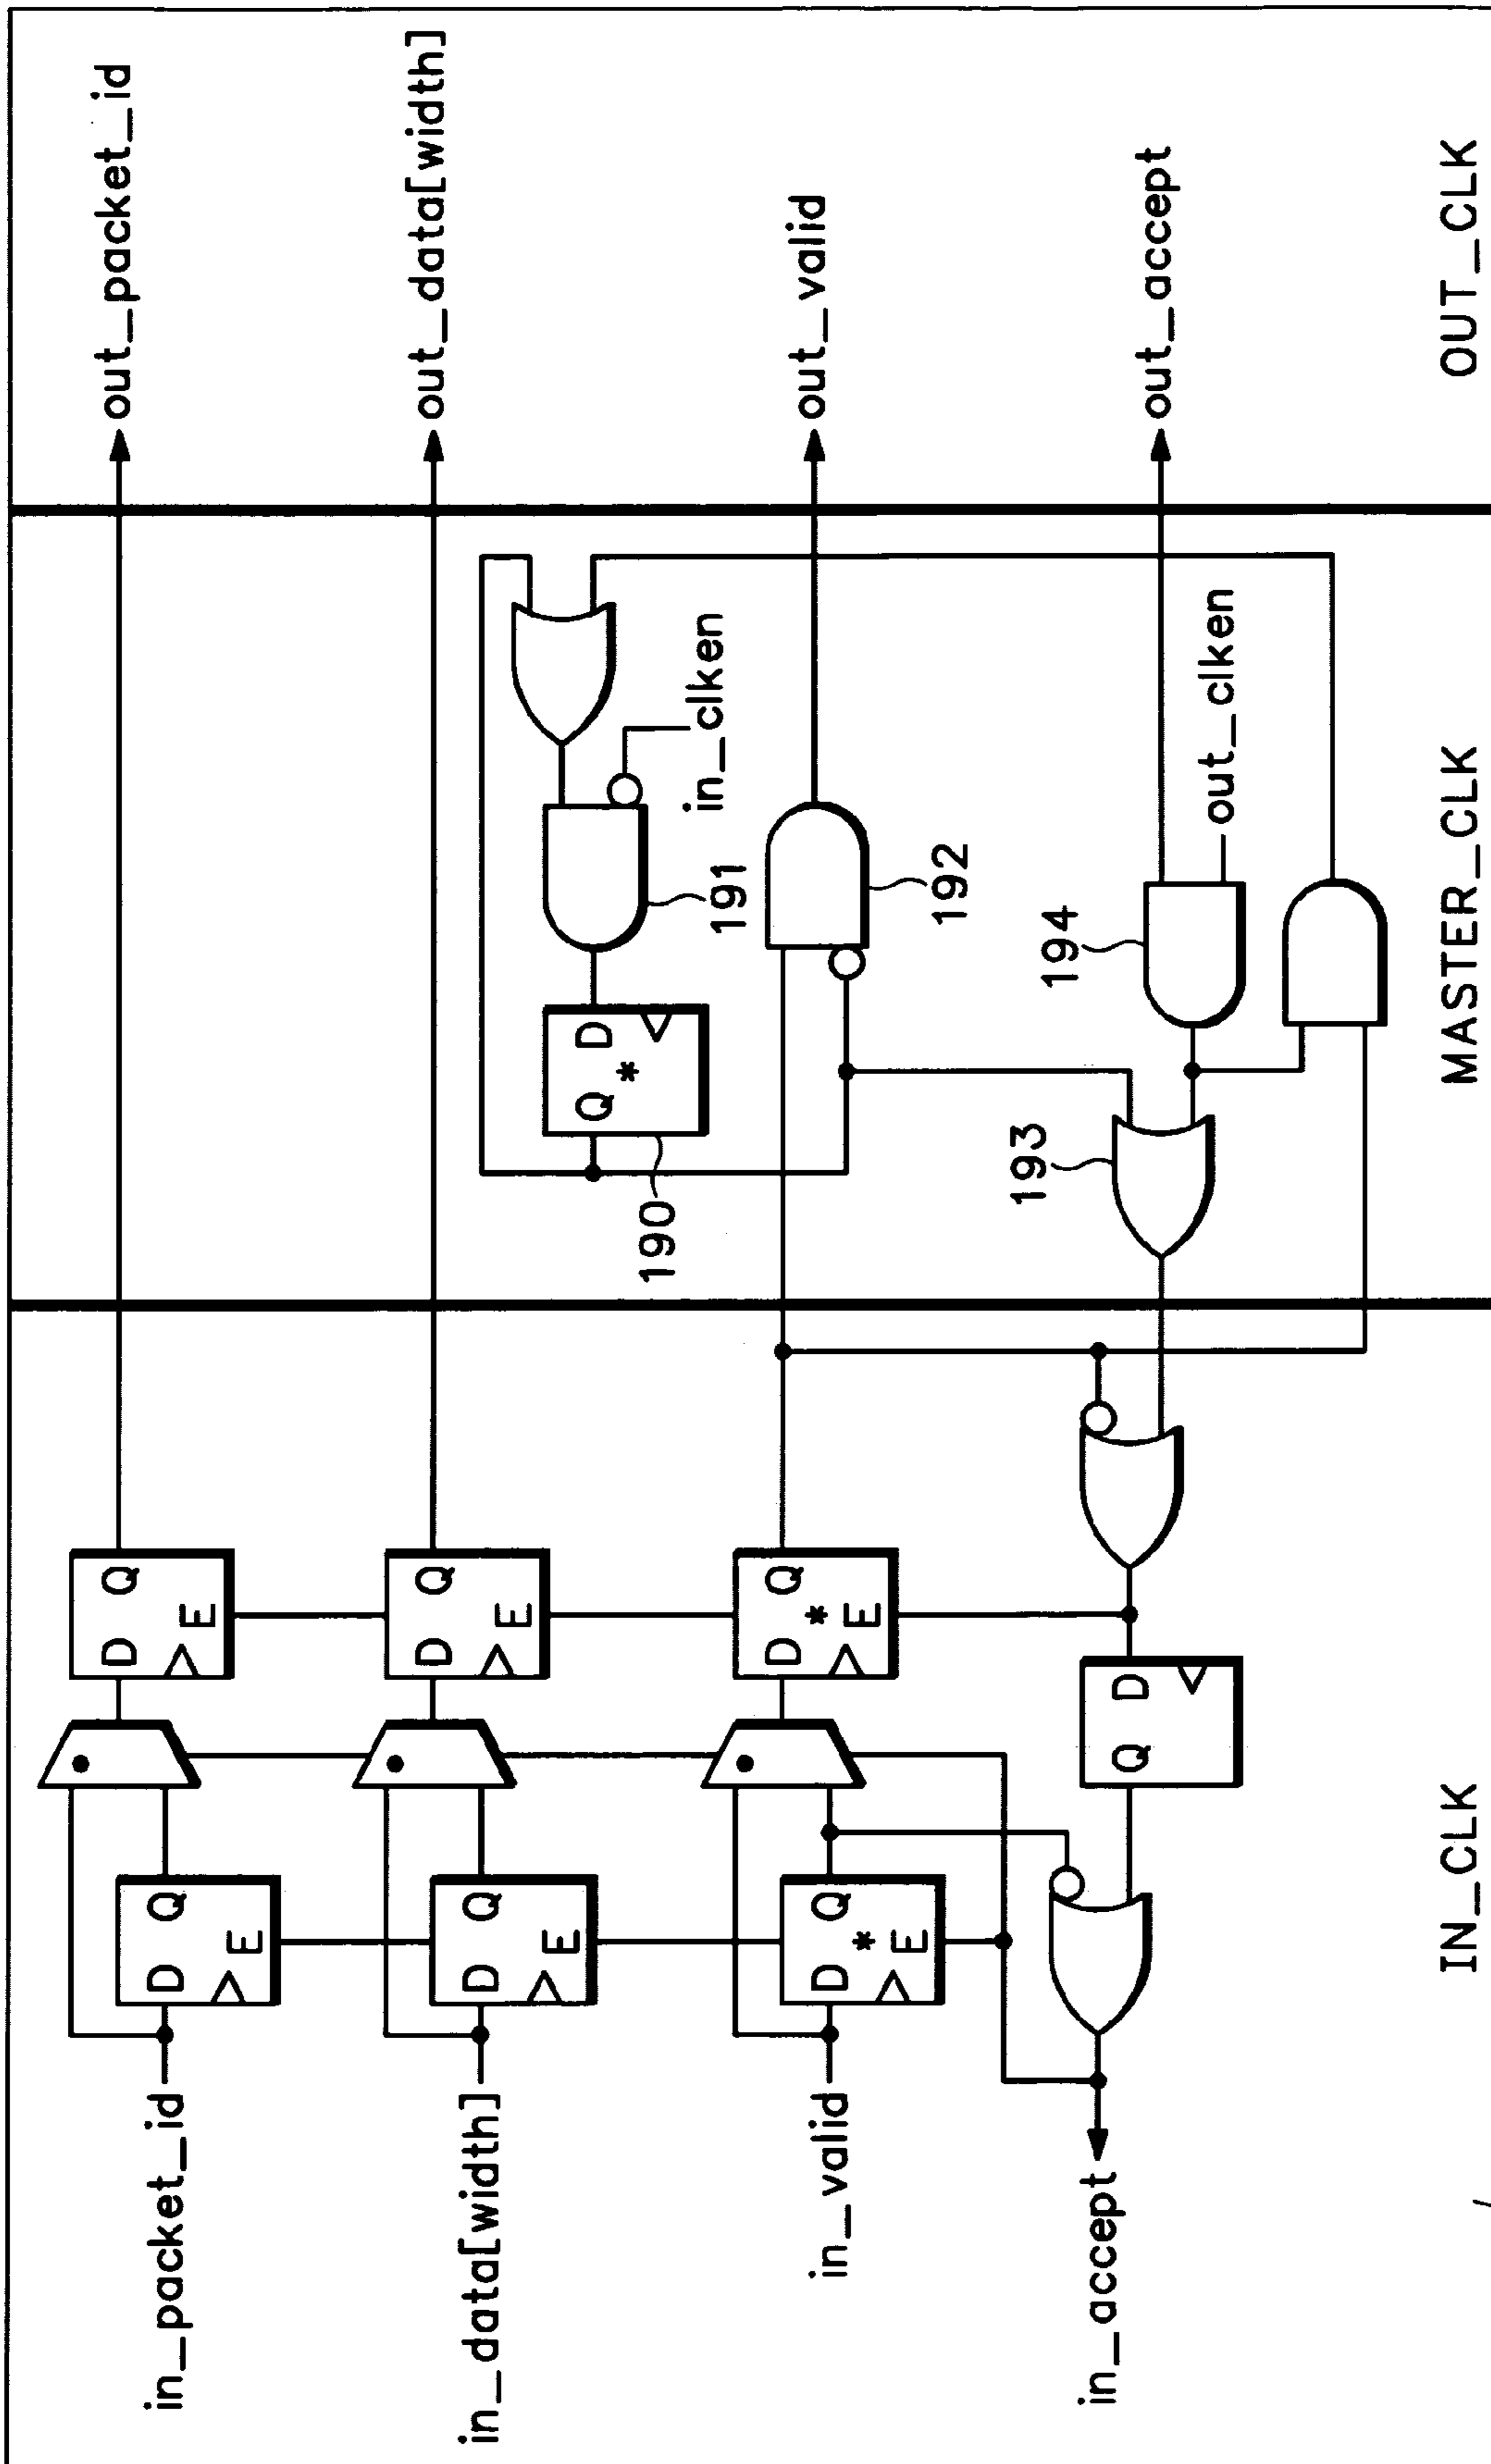 in_packet_id
D Q
E
D Q
E
out_packet_id
in_data[width]
D Q
E
D Q
E
out_data[width]
in_valid
D Q
*
E
D Q
*
E
190
Q D
*
191
in_clken
192
out_valid
in_accept
Q D
193
194
out_clken
out_accept
IN_CLK
MASTER_CLK
OUT_CLK